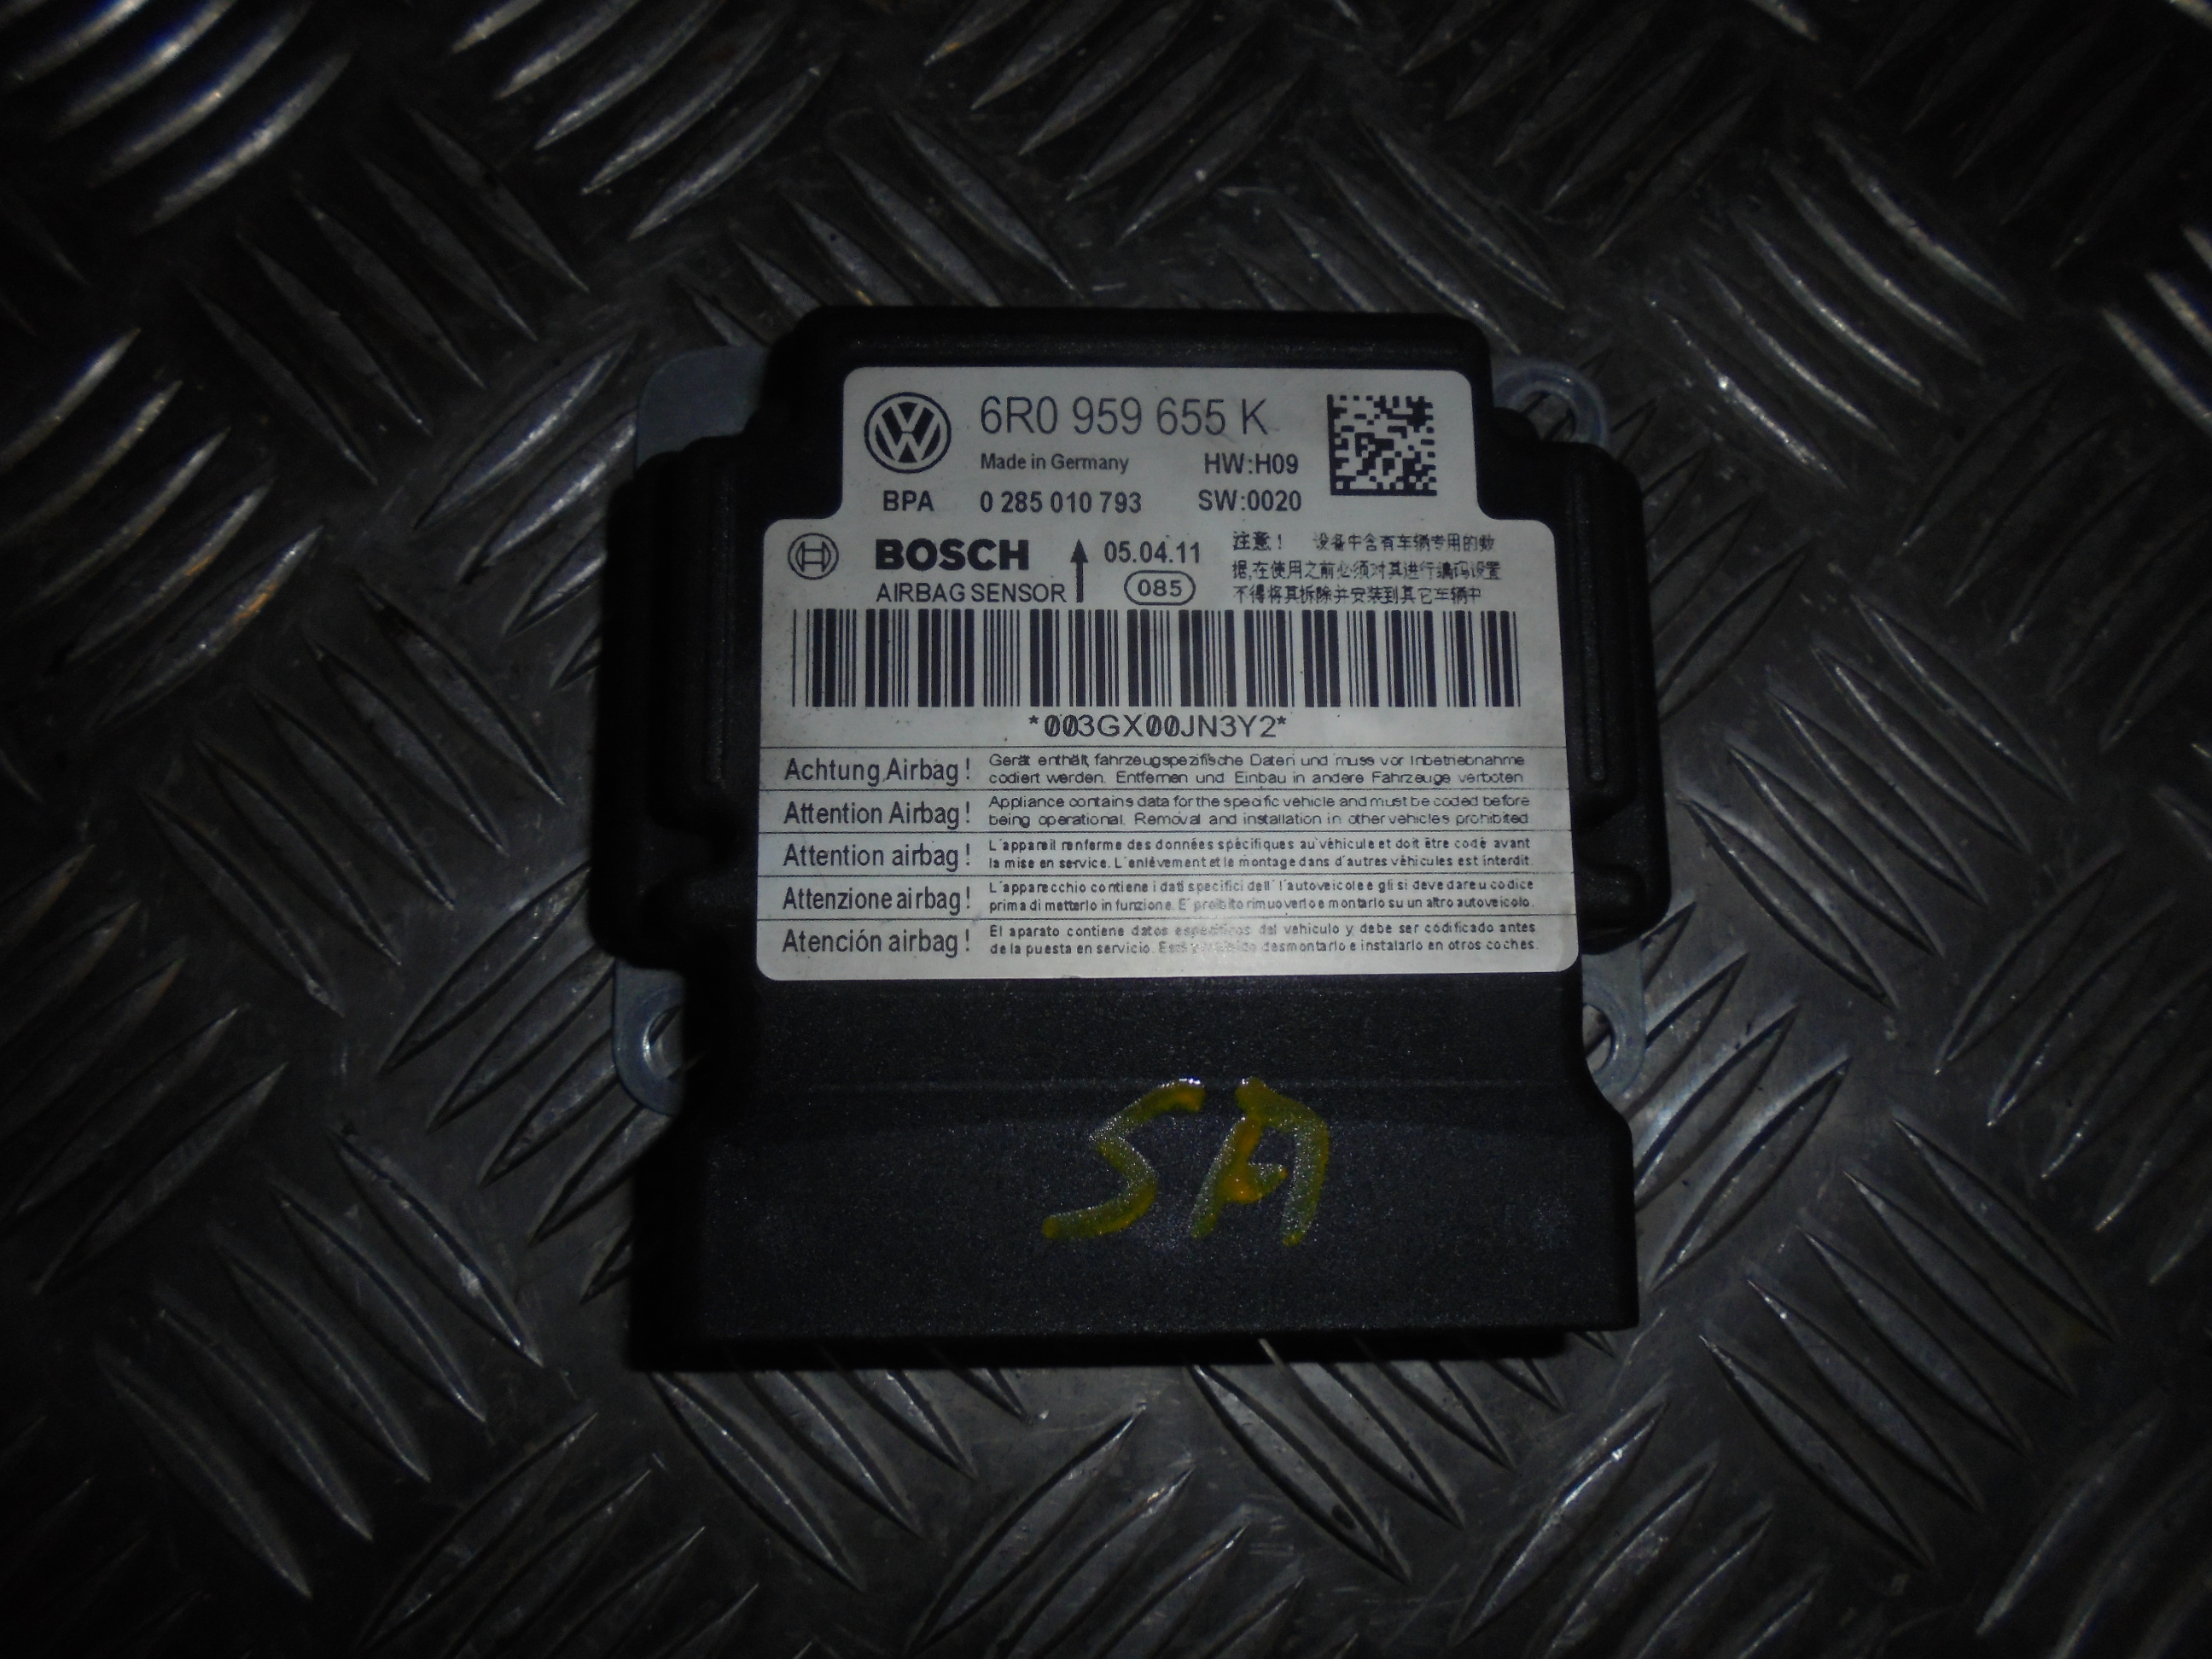 6R0 959 655 K
Made in Germany HW:H09
BPA 0 285 010 793 SW:0020
BOSCH 05.04.11
AIRBAG SENSOR 085
注意！ 设备中含有车辆专用的数
据,在使用之前必须对其进行编码设置
不得将其拆除并安装到其它车辆中
*003GX00JN3Y2*
Achtung Airbag! Gerät enthält, fahrzeugspezifische Daten und muss vor Inbetriebnahme
codiert werden. Entfernen und Einbau in andere Fahrzeuge verboten
Attention Airbag! Appliance contains data for the specific vehicle and must be coded before
being operational. Removal and installation in other vehicles prohibited
Attention airbag! L'appareil renferme des données spécifiques au véhicule et doit être codé avant
la mise en service. L'enlèvement et le montage dans d'autres véhicules est interdit.
Attenzione airbag! L'apparecchio contiene i dati specifici dell' l'autoveicolo e gli si deve dare u codice
prima di metterlo in funzione. E' proibito rimuoverlo e montarlo su un altro autoveicolo.
Atención airbag! El aparato contiene datos específicos del vehiculo y debe ser codificado antes
de la puesta en servicio. Está desmontarlo e instalarlo en otros coches.
SA